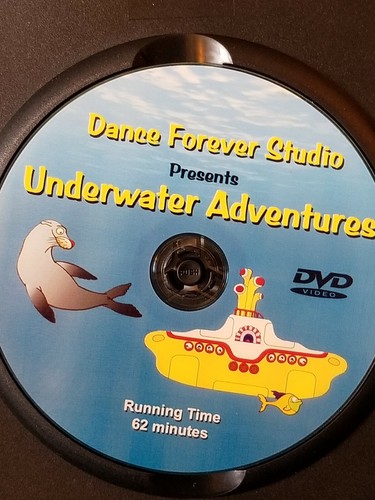 Dance Forever Studio
Presents
Underwater Adventures
DVD
VIDEO
Running Time
62 minutes